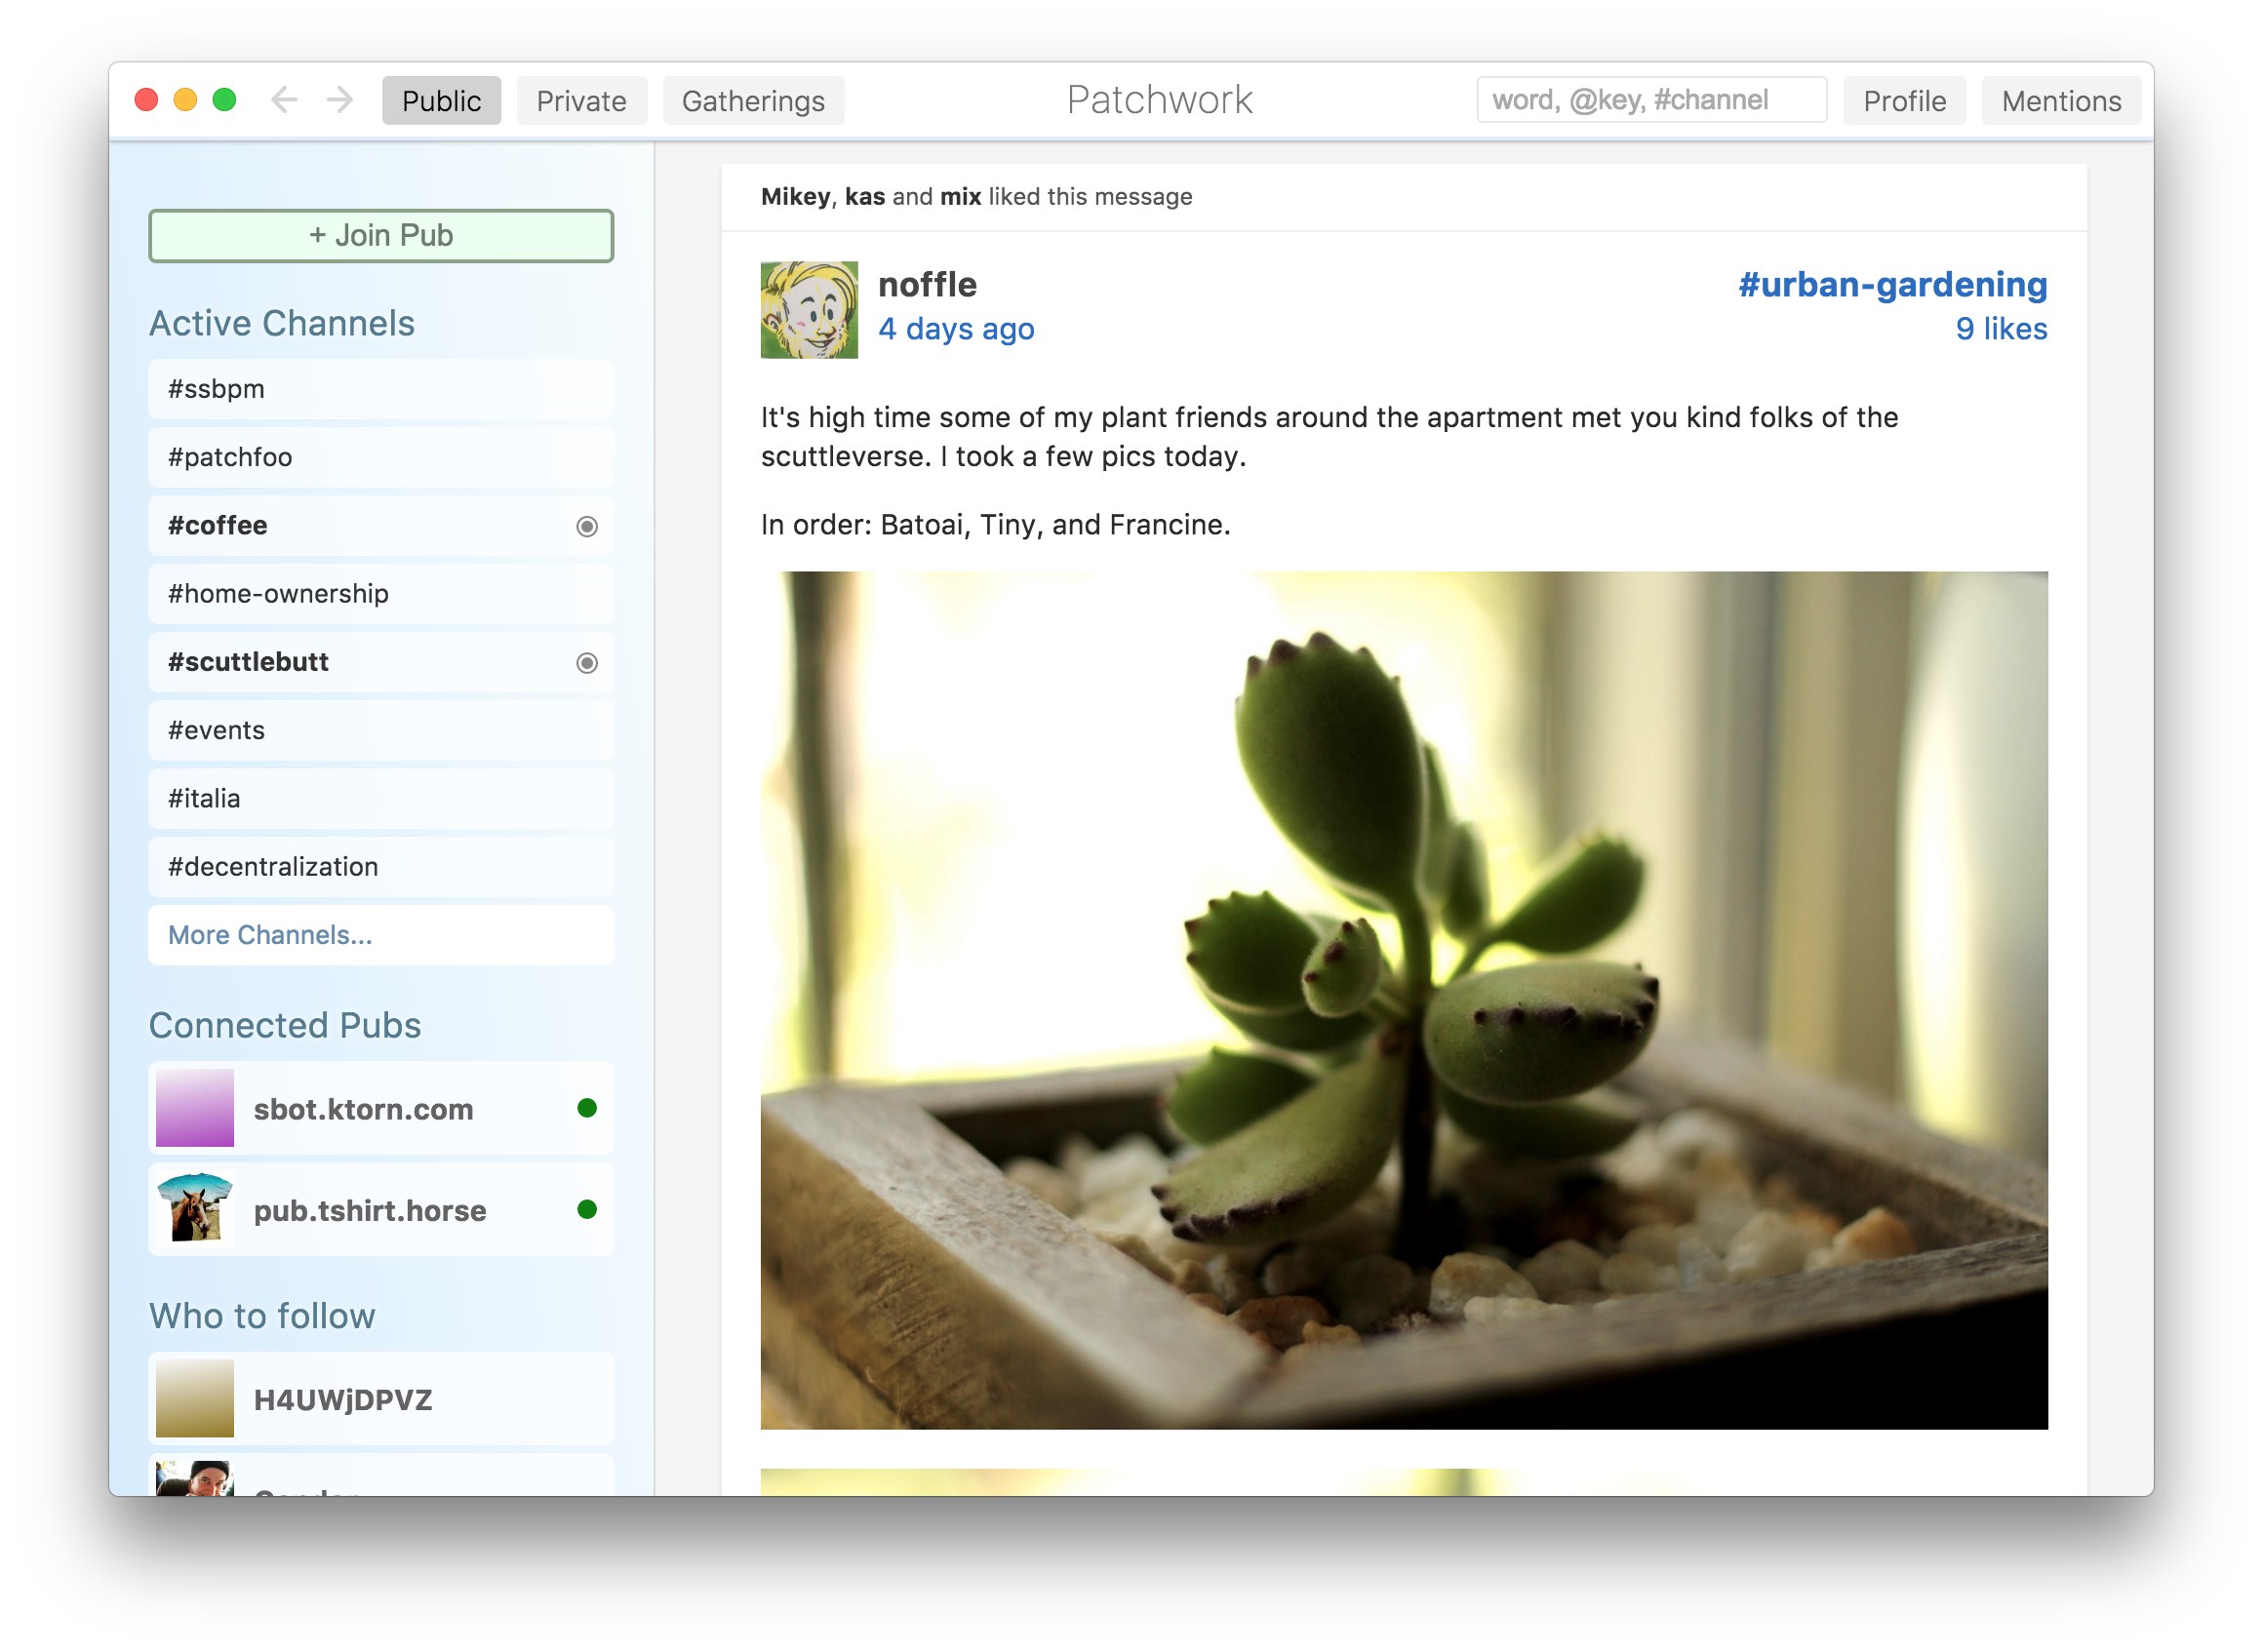 Public
Private
Gatherings
Patchwork
word, @key, #channel
Profile
Mentions
+ Join Pub
Active Channels
#ssbpm
#patchfoo
#coffee
#home-ownership
#scuttlebutt
#events
#italia
#decentralization
More Channels...
Connected Pubs
sbot.ktorn.com
pub.tshirt.horse
Who to follow
H4UWjDPVZ
Mikey, kas and mix liked this message
noffle
4 days ago
#urban-gardening
9 likes
It's high time some of my plant friends around the apartment met you kind folks of the
scuttleverse. I took a few pics today.
In order: Batoai, Tiny, and Francine.